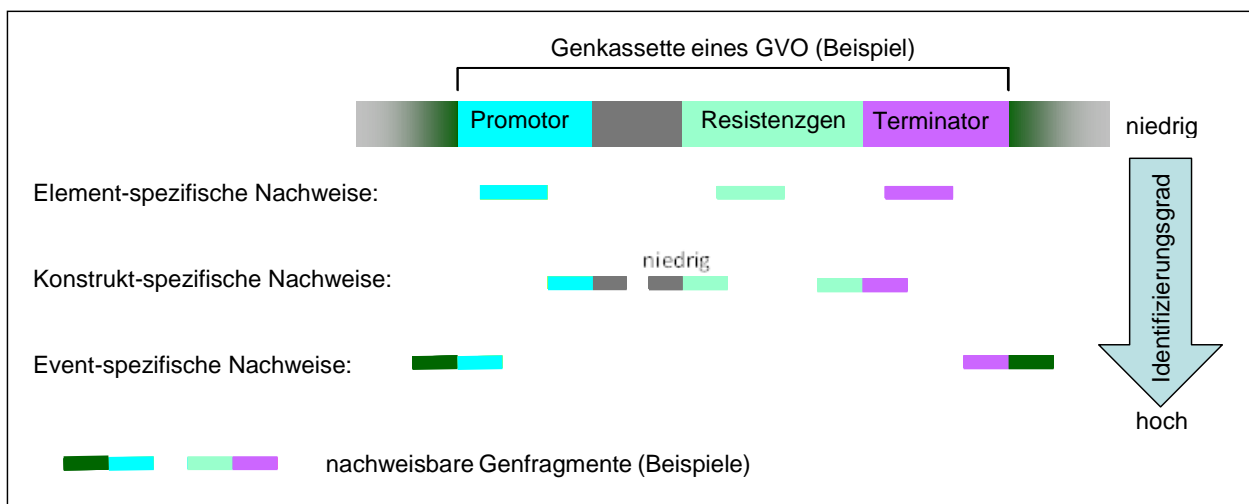 Genkassette eines GVO (Beispiel)
Promotor Resistenzgen Terminator
niedrig
Element-spezifische Nachweise:
niedrig
Konstrukt-spezifische Nachweise:
Identifizierungsgrad
Event-spezifische Nachweise:
hoch
nachweisbare Genfragmente (Beispiele)